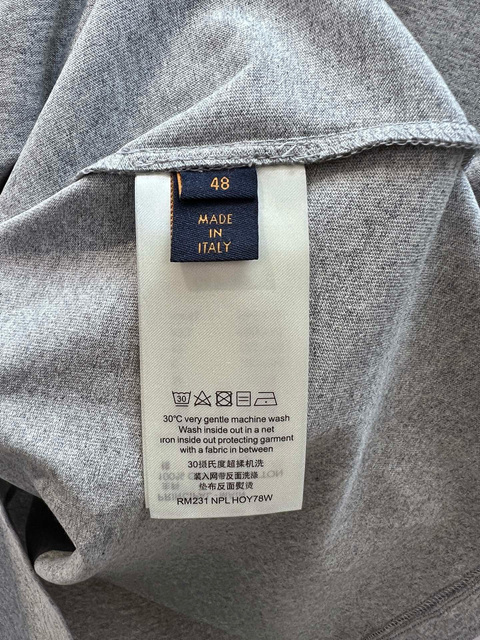 48
MADE
IN
ITALY
30
30°C very gentle machine wash
Wash inside out in a net
iron inside out protecting garment
with a fabric in between
30摄氏度超揉机洗
装入网带反面洗涤
垫布反面熨烫
RM231 NPL HOY78W